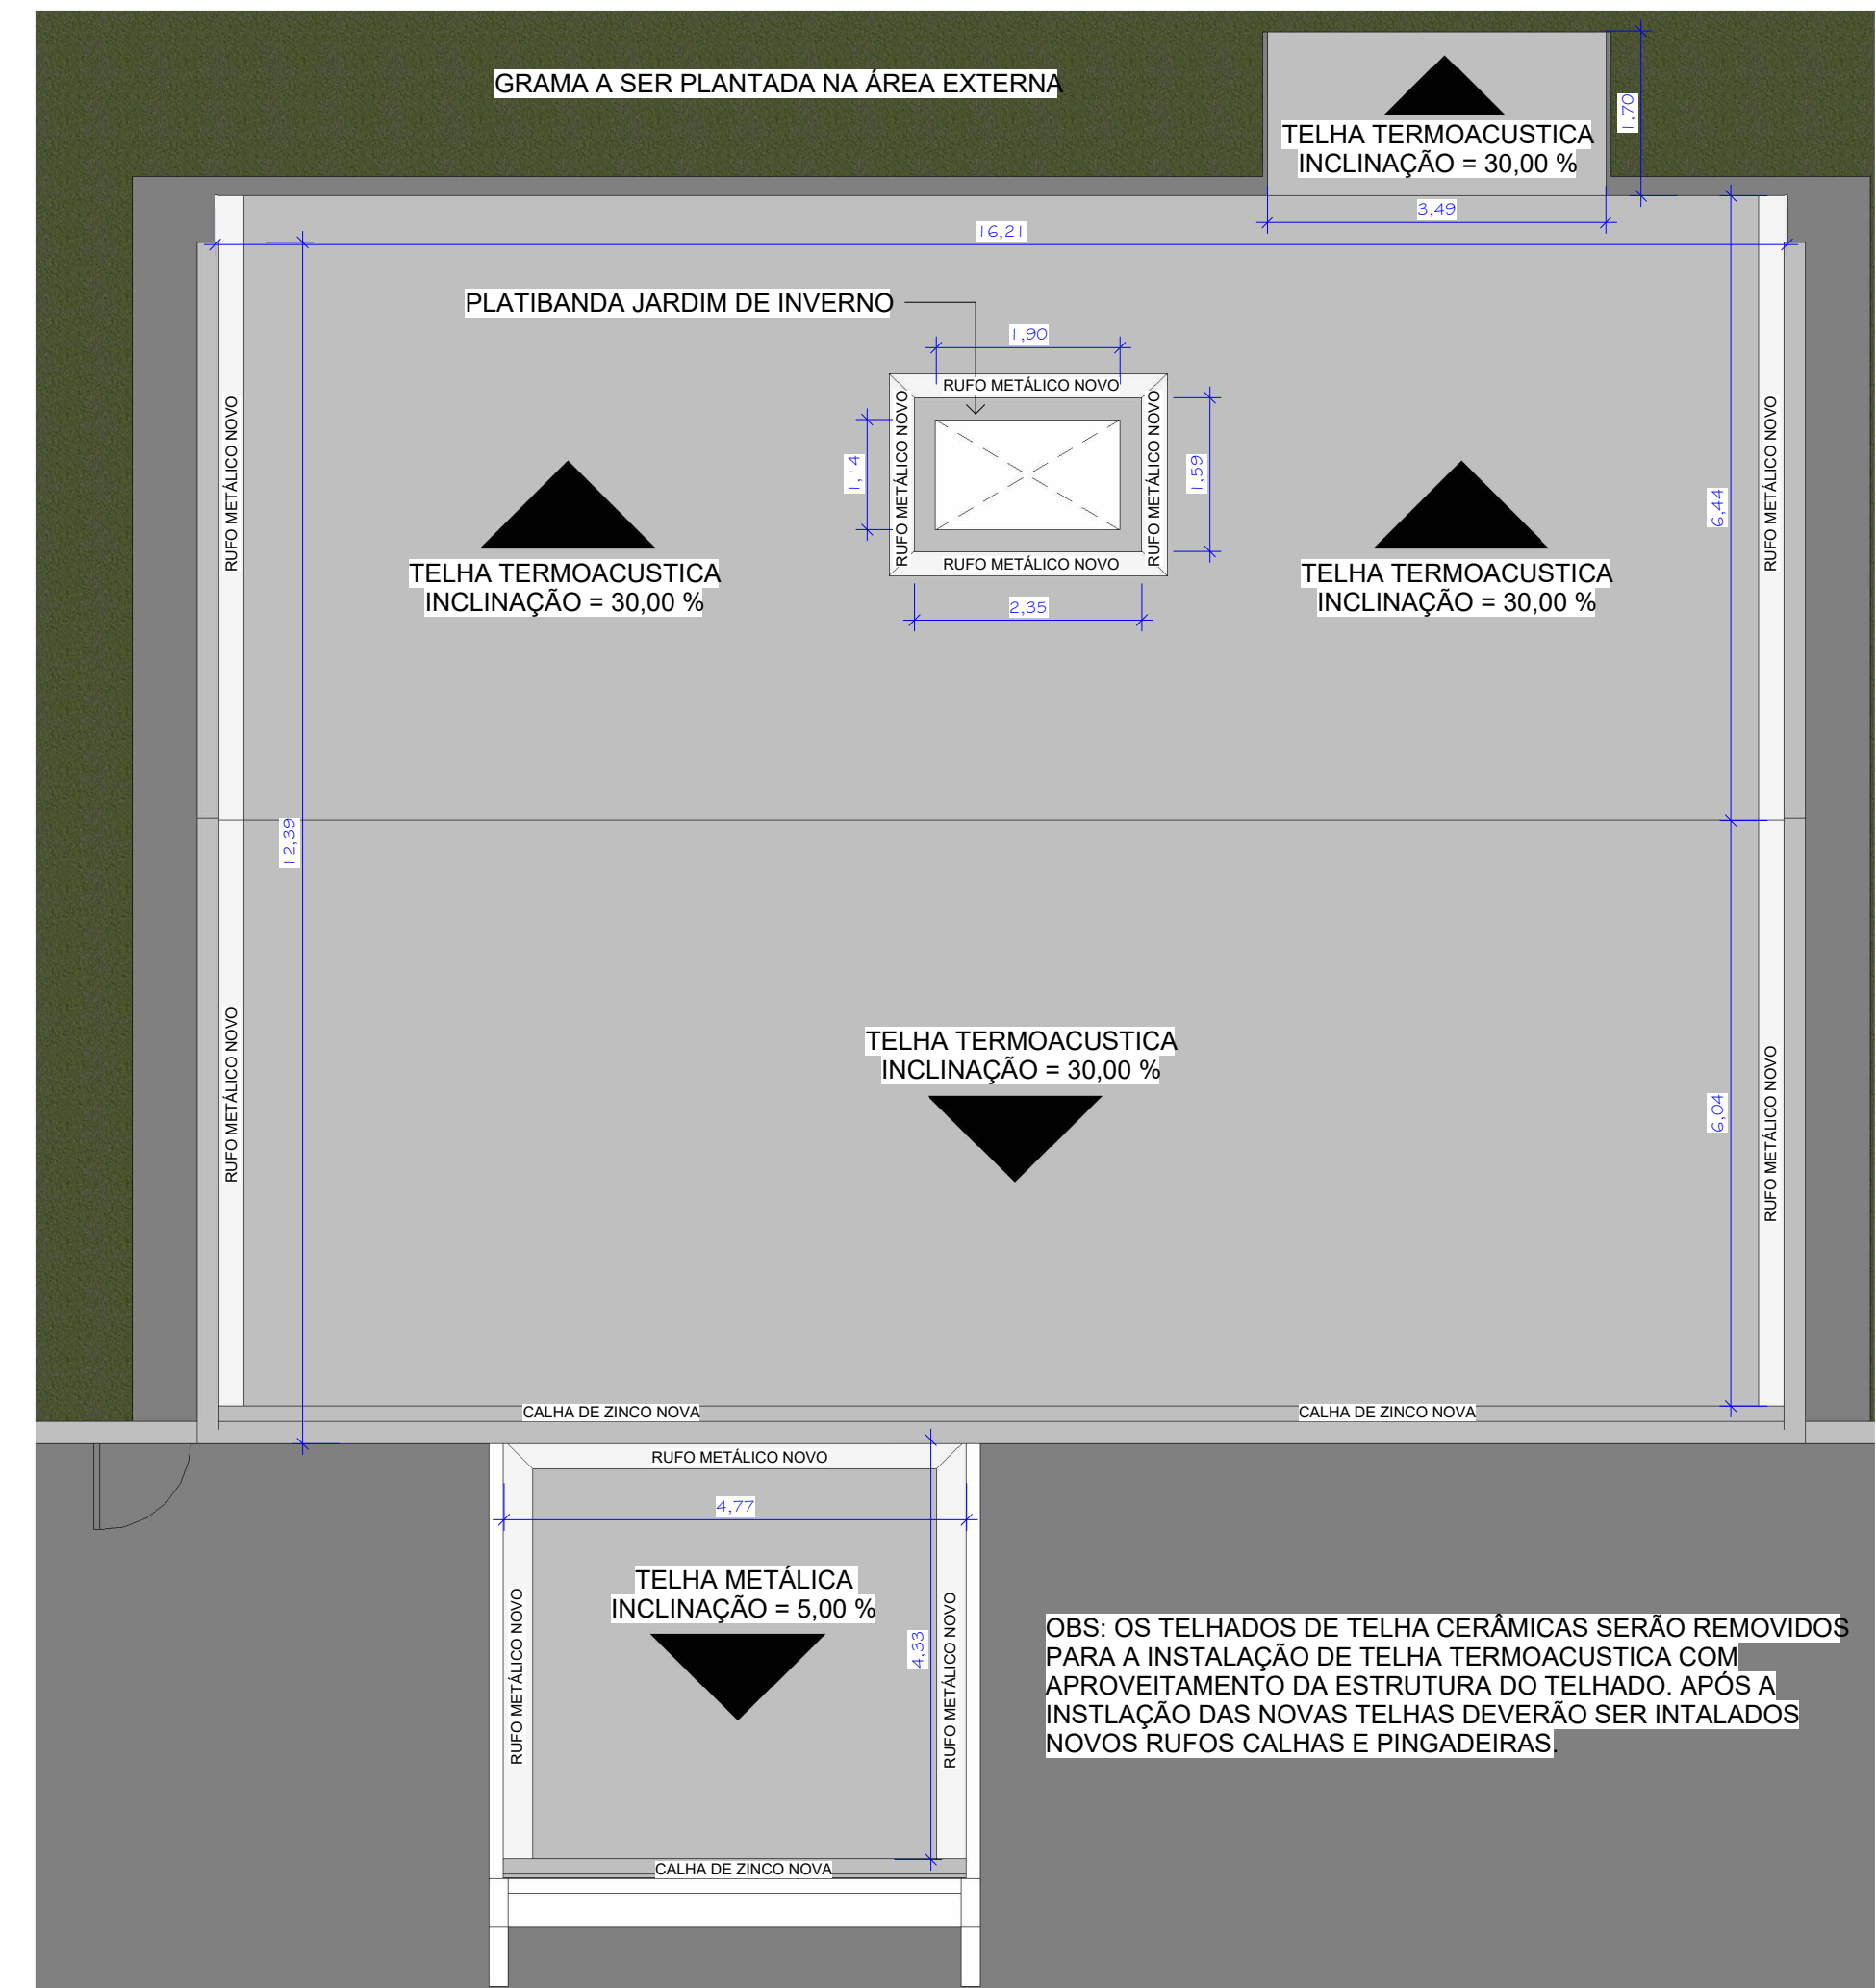 GRAMA A SER PLANTADA NA ÁREA EXTERNA
TELHA TERMOACUSTICA
INCLINAÇÃO = 30,00 %
1,70
3,49
16,21
PLATIBANDA JARDIM DE INVERNO
1,90
RUFO METÁLICO NOVO
RUFO METÁLICO NOVO
RUFO METÁLICO NOVO
RUFO METÁLICO NOVO
1,14
1,59
2,35
RUFO METÁLICO NOVO
TELHA TERMOACUSTICA
INCLINAÇÃO = 30,00 %
TELHA TERMOACUSTICA
INCLINAÇÃO = 30,00 %
6,44
RUFO METÁLICO NOVO
12,39
RUFO METÁLICO NOVO
TELHA TERMOACUSTICA
INCLINAÇÃO = 30,00 %
6,04
RUFO METÁLICO NOVO
CALHA DE ZINCO NOVA
CALHA DE ZINCO NOVA
RUFO METÁLICO NOVO
4,77
RUFO METÁLICO NOVO
TELHA METÁLICA
INCLINAÇÃO = 5,00 %
4,33
RUFO METÁLICO NOVO
CALHA DE ZINCO NOVA
OBS: OS TELHADOS DE TELHA CERÂMICAS SERÃO REMOVIDOS
PARA A INSTALAÇÃO DE TELHA TERMOACUSTICA COM
APROVEITAMENTO DA ESTRUTURA DO TELHADO. APÓS A
INSTLAÇÃO DAS NOVAS TELHAS DEVERÃO SER INTALADOS
NOVOS RUFOS CALHAS E PINGADEIRAS.